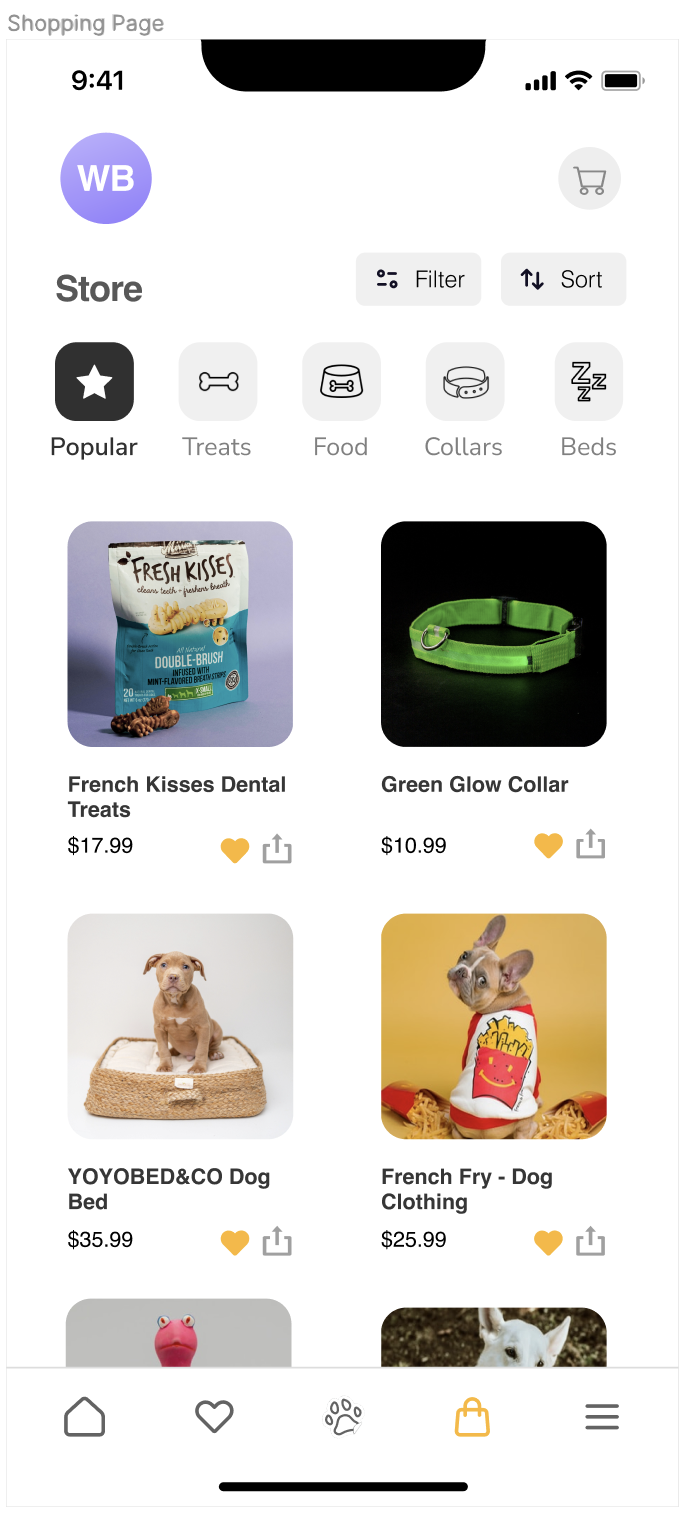 Shopping Page
9:41
WB
Store
Filter
Sort
Popular
Treats
Food
Collars
Beds
FRESH KISSES
cleans teeth + freshens breath
All Natural
DOUBLE-BRUSH
INFUSED WITH
MINT-FLAVORED BREATH STRIPS
X-SMALL
20
French Kisses Dental
Treats
$17.99
Green Glow Collar
$10.99
YOYOBED&CO Dog
Bed
$35.99
French Fry - Dog
Clothing
$25.99